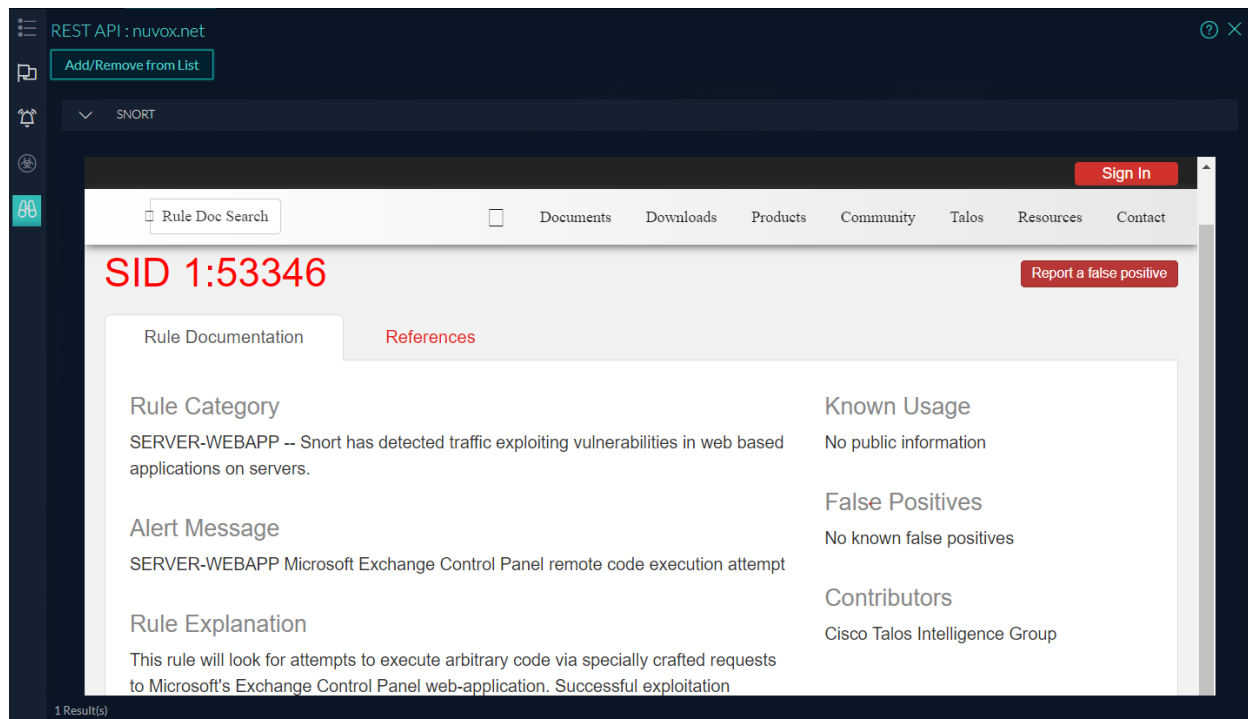 REST API : nuvox.net
Add/Remove from List
SNORT
Sign In
Rule Doc Search
Documents Downloads Products Community Talos Resources Contact
SID 1:53346
Report a false positive
Rule Documentation References
Rule Category
SERVER-WEBAPP -- Snort has detected traffic exploiting vulnerabilities in web based
applications on servers.
Alert Message
SERVER-WEBAPP Microsoft Exchange Control Panel remote code execution attempt
Rule Explanation
This rule will look for attempts to execute arbitrary code via specially crafted requests
to Microsoft's Exchange Control Panel web-application. Successful exploitation
Known Usage
No public information
False Positives
No known false positives
Contributors
Cisco Talos Intelligence Group
1 Result(s)